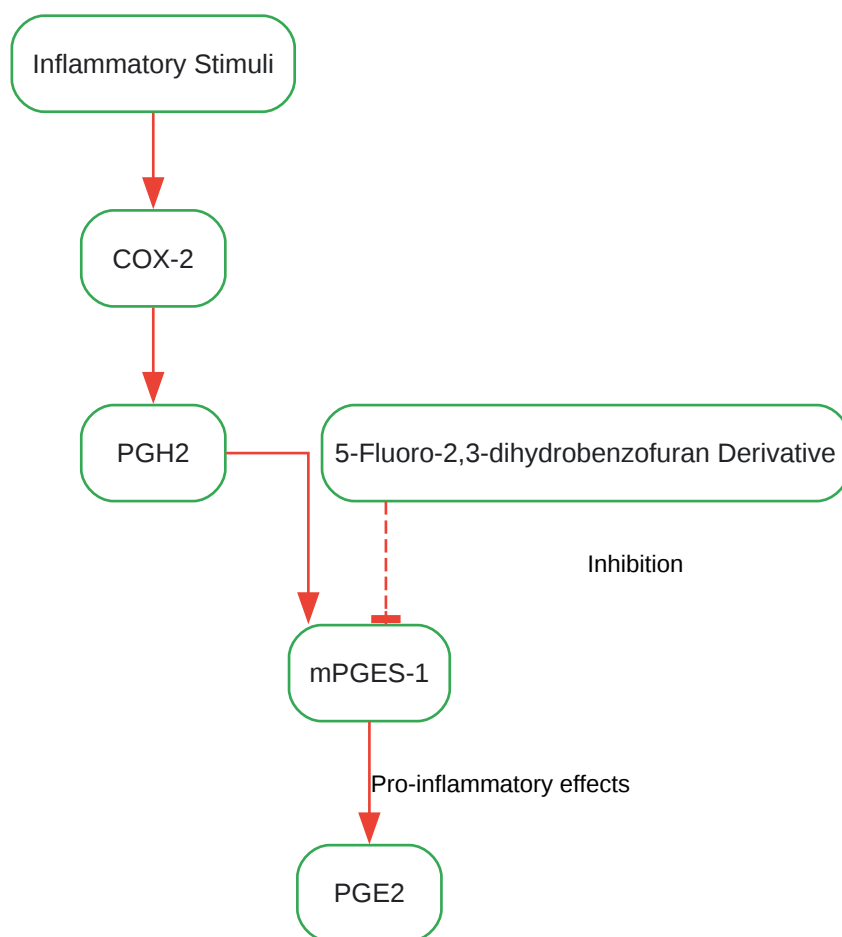 Inflammatory Stimuli
COX-2
PGH2
5-Fluoro-2,3-dihydrobenzofuran Derivative
Inhibition
mPGES-1
Pro-inflammatory effects
PGE2